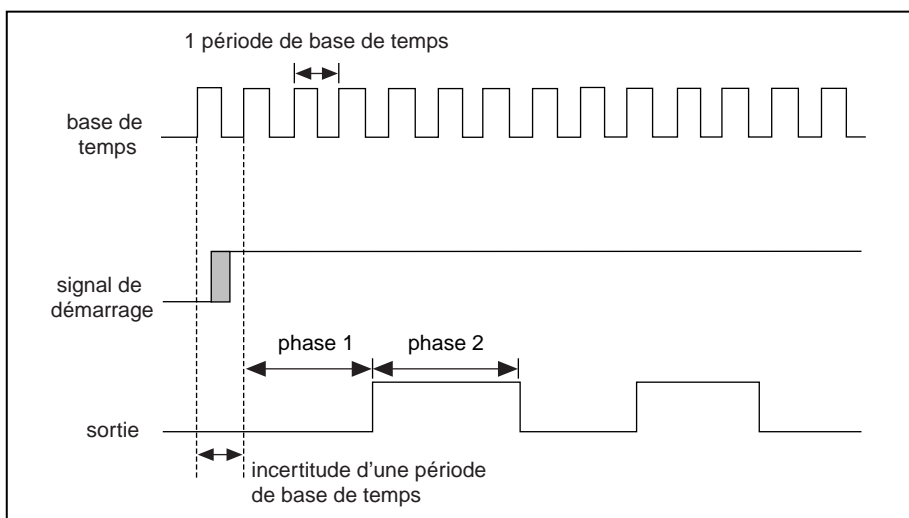 1 période de base de temps
base de
temps
signal de
démarrage
phase 1
phase 2
sortie
incertitude d’une période
de base de temps